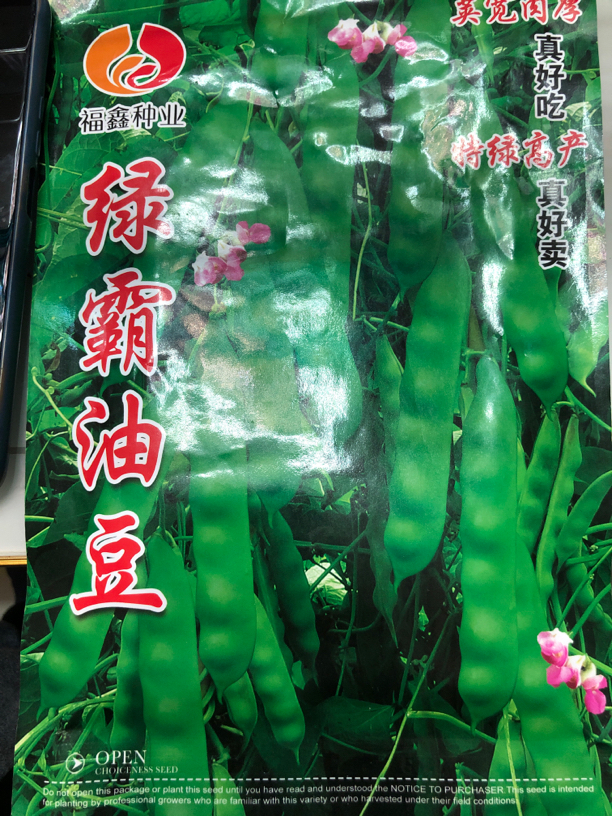 福鑫种业
绿霸油豆
荚宽肉厚
真好吃
特绿高产
真好卖
OPEN
CHOICENESS SEED
Do not open this package or plant this seed until you have read and understood,the NOTICE TO PURCHASER.This seed is intended
for planting by professional growers who are familiar with this variety or who harvested under their field conditions